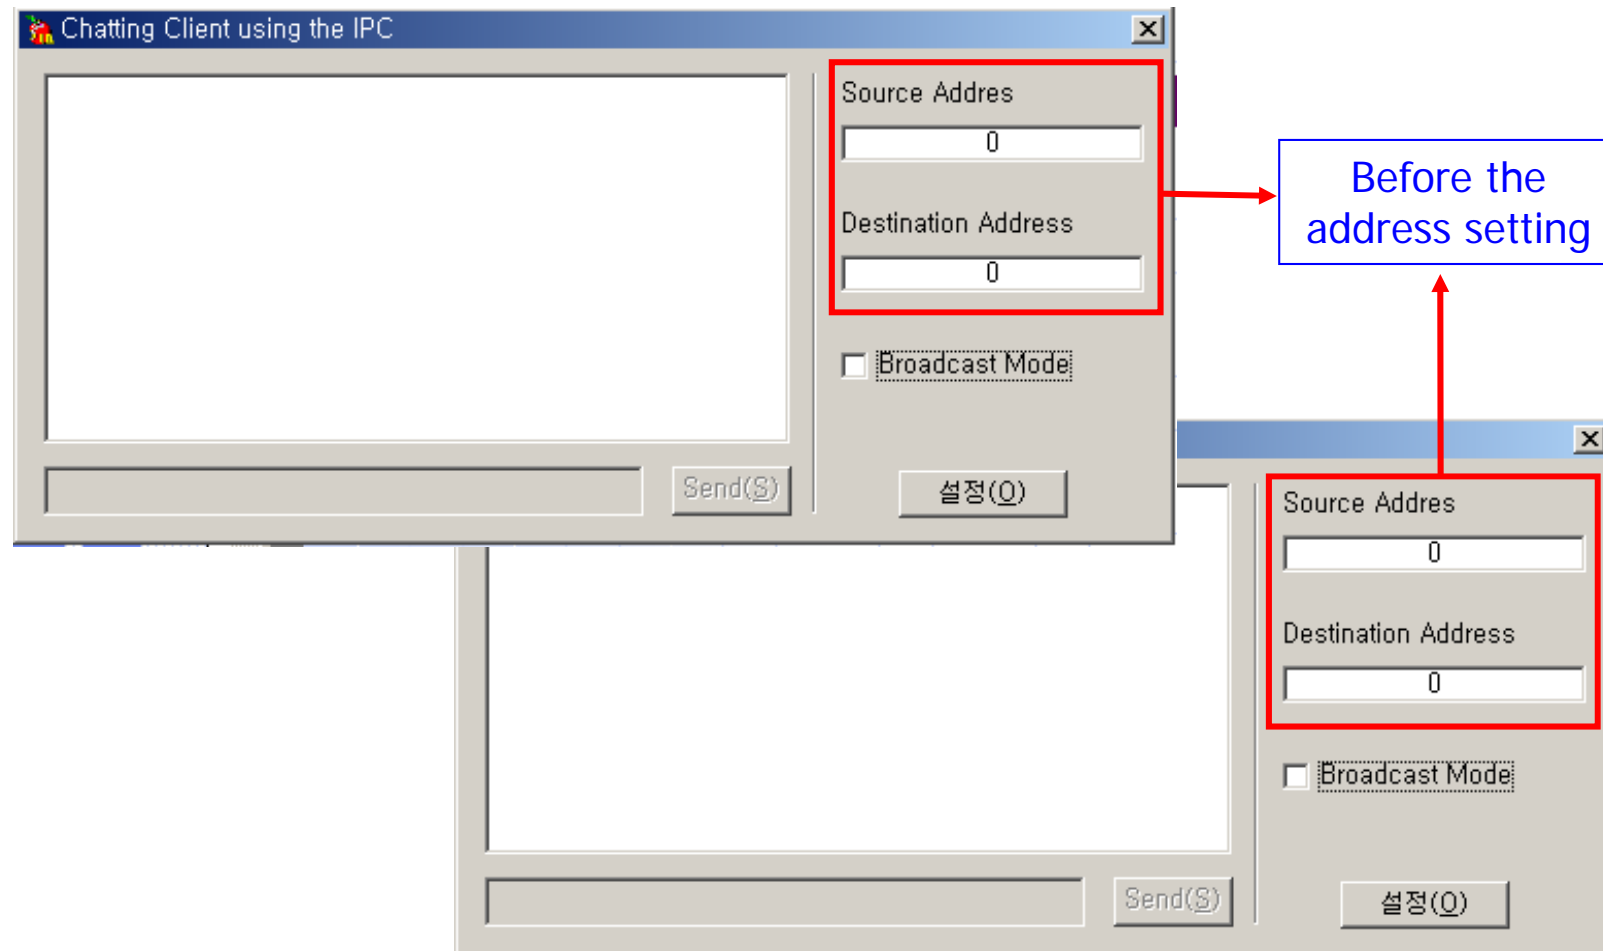 Chatting Client using the IPC
Source Addres
0
Destination Address
0
Broadcast Mode
Send(S)
설정(O)
Before the
address setting
Source Addres
0
Destination Address
0
Broadcast Mode
Send(S)
설정(O)